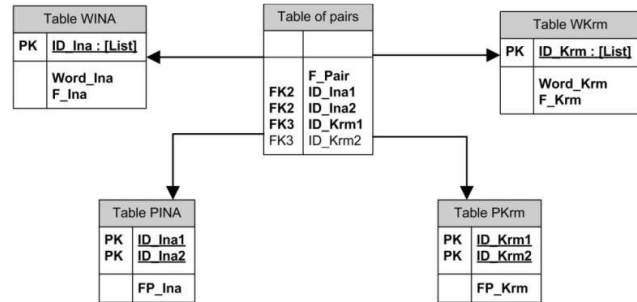 Table WINA
PK ID_Ina : [List]
Word_Ina
F_Ina
Table of pairs
F_Pair
FK2 ID_Ina1
FK2 ID_Ina2
FK3 ID_Krm1
FK3 ID_Krm2
Table WKrm
PK ID_Krm : [List]
Word_Krm
F_Krm
Table PINA
PK ID_Ina1
PK ID_Ina2
FP_Ina
Table PKrm
PK ID_Krm1
PK ID_Krm2
FP_Krm